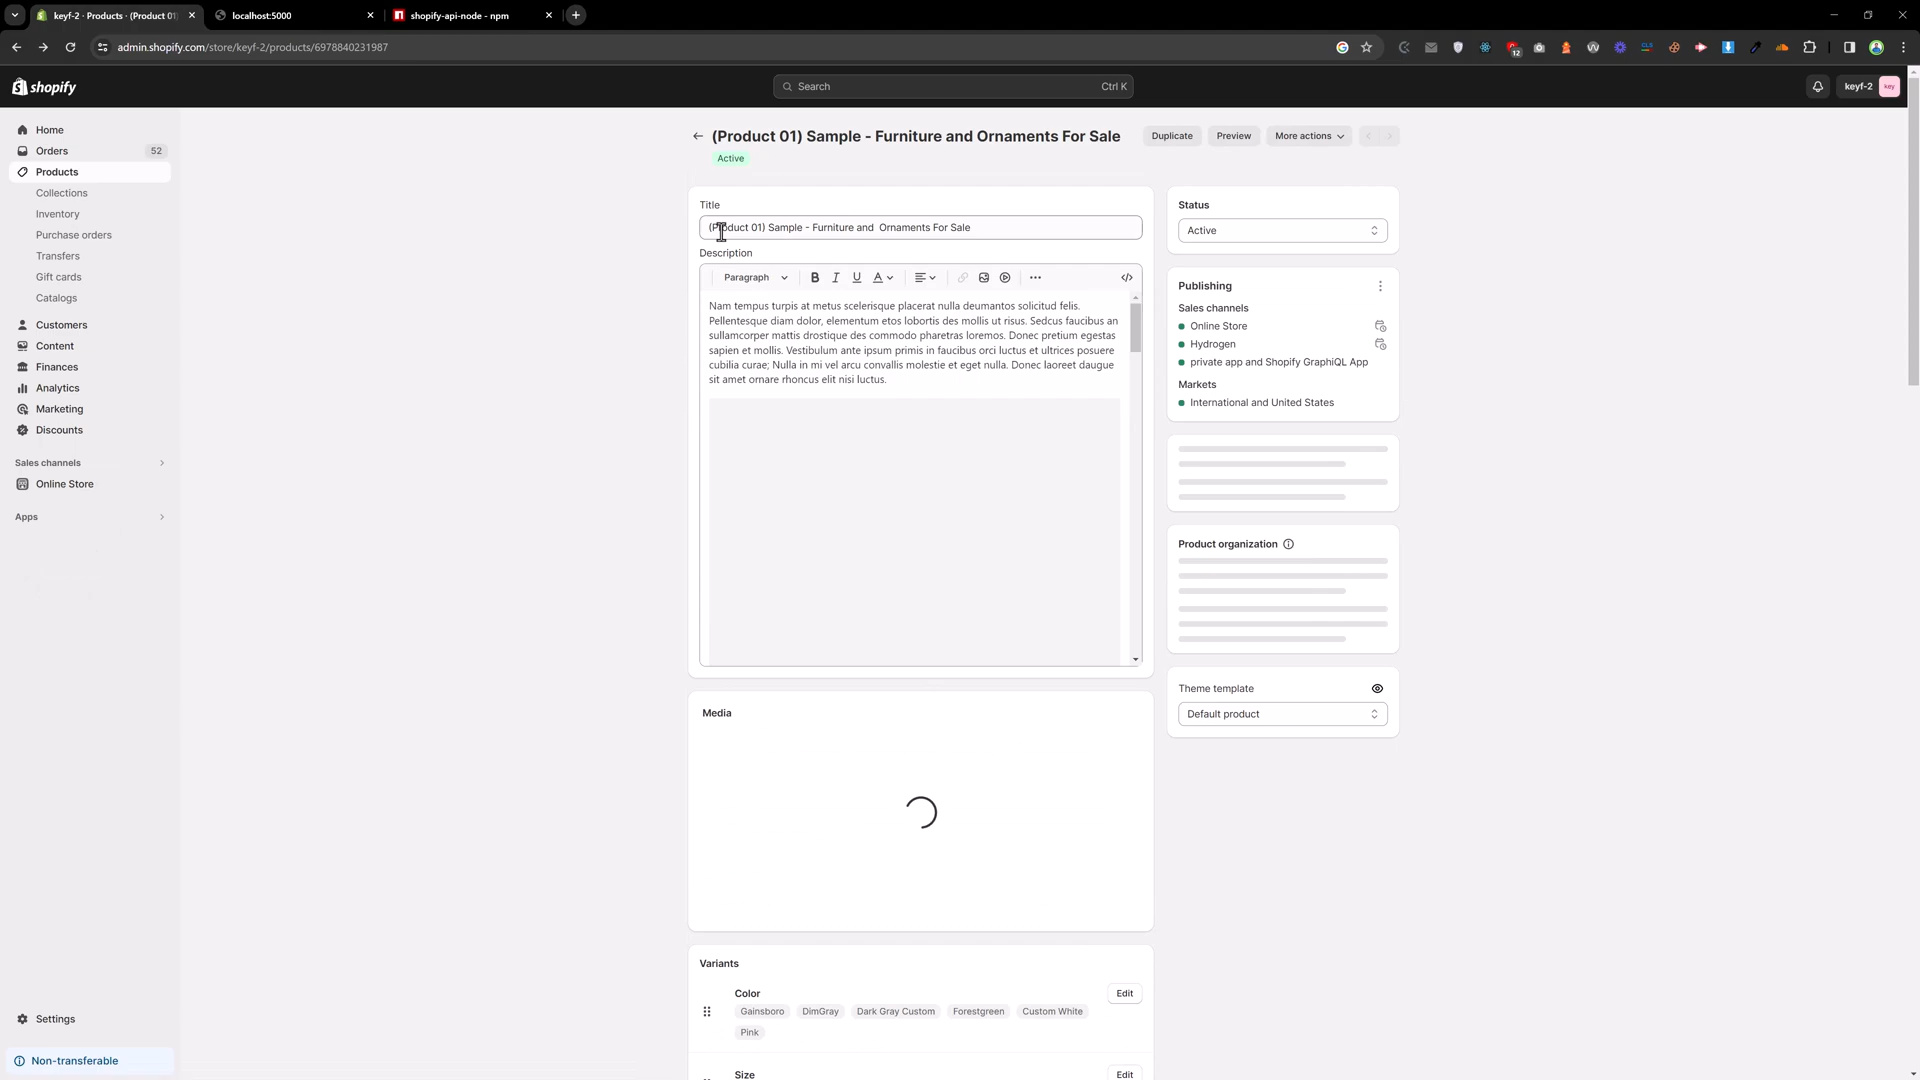 keyf-2 · Products · (Product 01)
localhost:5000
shopify-api-node - npm
admin.shopify.com/store/keyf-2/products/6978840231987
12
shopify
Search
Ctrl K
keyf-2
key
Home
Orders 52
Products
Collections
Inventory
Purchase orders
Transfers
Gift cards
Catalogs
Customers
Content
Finances
Analytics
Marketing
Discounts
Sales channels
Online Store
Apps
Settings
Non-transferable
(Product 01) Sample - Furniture and Ornaments For Sale
Active
Duplicate
Preview
More actions
Title
(Product 01) Sample - Furniture and  Ornaments For Sale
Description
Paragraph
B I U A
Nam tempus turpis at metus scelerisque placerat nulla deumantos solicitud felis.
Pellentesque diam dolor, elementum etos lobortis des mollis ut risus. Sedcus faucibus an
sullamcorper mattis drostique des commodo pharetras loremos. Donec pretium egestas
sapien et mollis. Vestibulum ante ipsum primis in faucibus orci luctus et ultrices posuere
cubilia curae; Nulla in mi vel arcu convallis molestie et eget nulla. Donec laoreet daugue
sit amet ornare rhoncus elit nisi luctus.
Media
Variants
Color
Edit
Gainsboro
DimGray
Dark Gray Custom
Forestgreen
Custom White
Pink
Size
Edit
Status
Active
Publishing
Sales channels
Online Store
Hydrogen
private app and Shopify GraphiQL App
Markets
International and United States
Product organization
Theme template
Default product